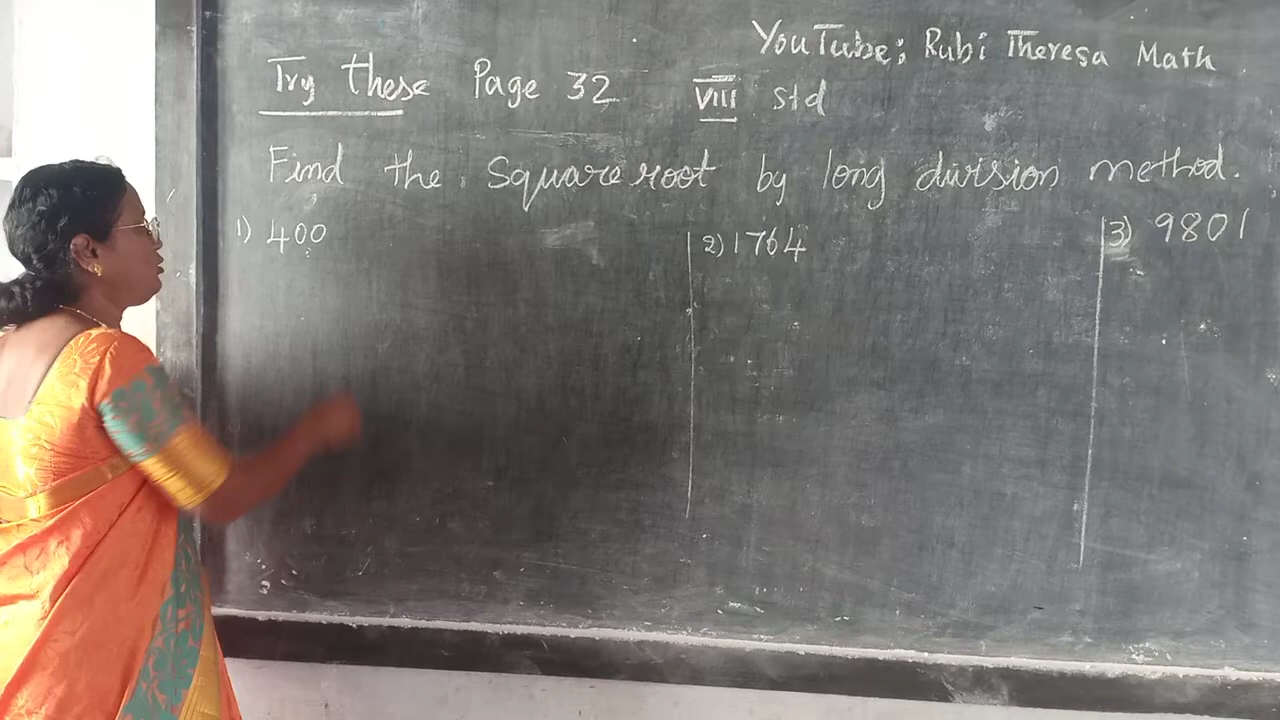 YouTube: Rubi Theresa Math
Try these Page 32 VIII std
Find the Square root by long division method.
1) 400 2) 1764 3) 9801